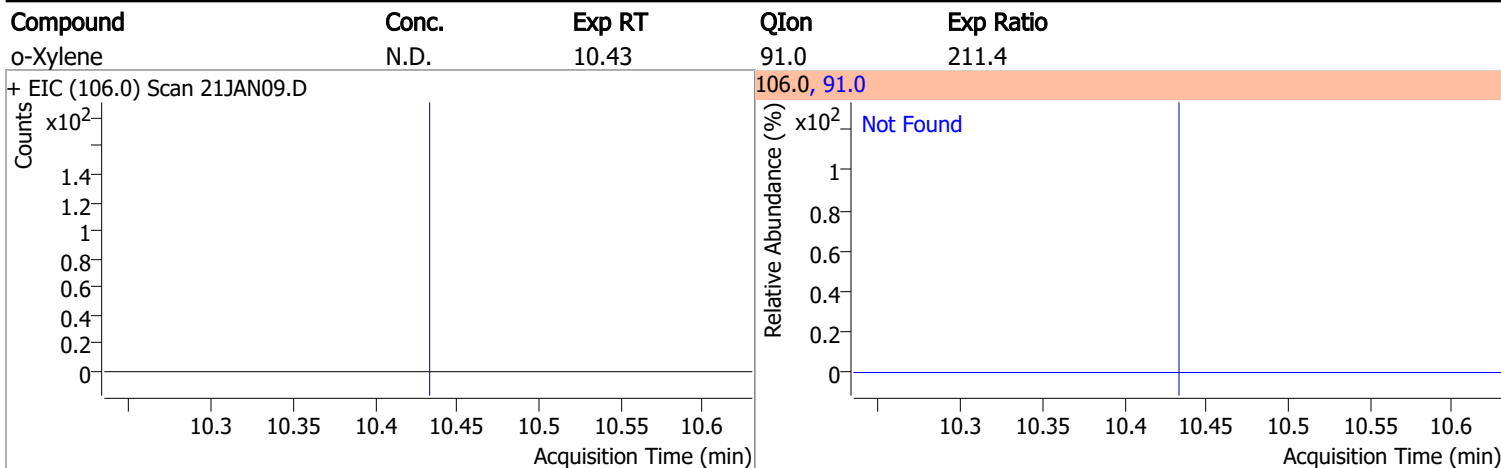 Compound Conc. Exp RT QIon Exp Ratio
o-Xylene N.D. 10.43 91.0 211.4
+ EIC (106.0) Scan 21JAN09.D
Counts
x10²
1.4
1.2
1
0.8
0.6
0.4
0.2
0
10.3 10.35 10.4 10.45 10.5 10.55 10.6
Acquisition Time (min)
106.0, 91.0
Relative Abundance (%)
x10²
Not Found
1
0.8
0.6
0.4
0.2
0
10.3 10.35 10.4 10.45 10.5 10.55 10.6
Acquisition Time (min)